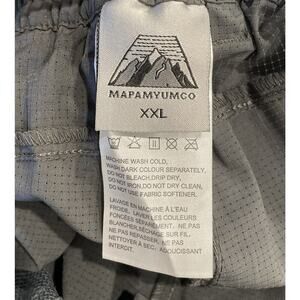 MAPAMYUMCO
XXL
MACHINE WASH COLD,
WASH DARK COLOUR SEPARATELY,
DO NOT BLEACH.DRIP DRY,
DO NOT IRON,DO NOT DRY CLEAN,
DO NOT USE FABRIC SOFTENER.
LAVAGE EN MACHINE À L'EAU
FROIDE. LAVER LES COULEURS
BLANCHER,SÉCHAGE SUR FIL.
NE PAS REPASSER. NE PAS
NETTOYER A SEC; ADOUCISSANT
INTERDIT.